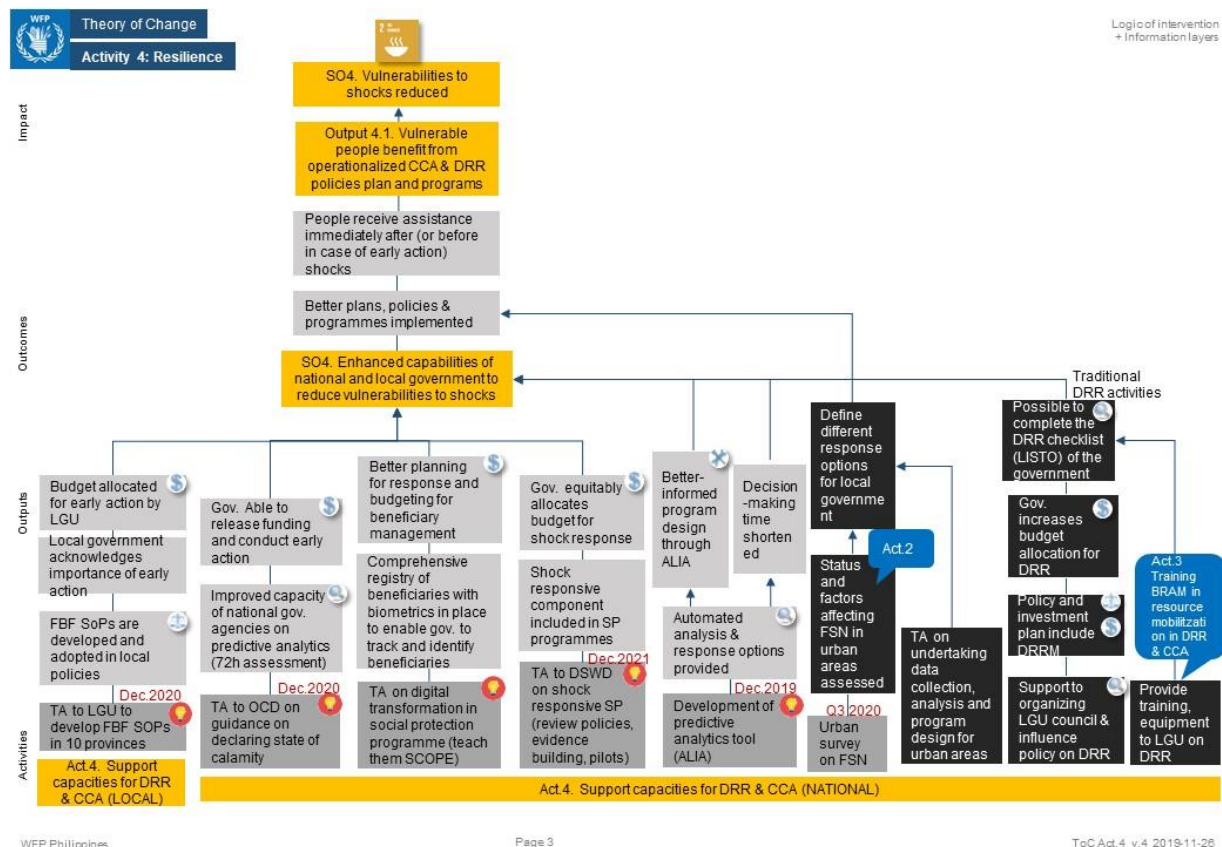 WFP
Theory of Change
Activity 4: Resilience
Logic of intervention
+ Information layers
2
Impact
SO4. Vulnerabilities to
shocks reduced
Output 4.1. Vulnerable
people benefit from
operationalized CCA & DRR
policies plan and programs
People receive assistance
immediately after (or before
in case of early action)
shocks
Outcomes
Better plans, policies &
programmes implemented
SO4. Enhanced capabilities of
national and local government to
reduce vulnerabilities to shocks
Traditional
DRR activities
Outputs
Budget allocated
for early action by
LGU
Local government
acknowledges
importance of early
action
FBF SoPs are
developed and
adopted in local
policies
Gov. Able to
release funding
and conduct early
action
Improved capacity
of national gov.
agencies on
predictive analytics
(72h assessment)
Better planning
for response and
budgeting for
beneficiary
management
Comprehensive
registry of
beneficiaries with
biometrics in place
to enable gov. to
track and identify
beneficiaries
Gov. equitably
allocates
budget for
shock response
Shock
responsive
component
included in SP
programmes
Better-
informed
program
design
through
ALIA
Decision
-making
time
shorten
ed
Automated
analysis &
response options
provided
Define
different
response
options
for local
governme
nt
Act.2
Status
and
factors
affecting
FSN in
urban
areas
assessed
Possible to
complete the
DRR checklist
(LISTO) of the
government
Gov.
increases
budget
allocation for
DRR
Policy and
investment
plan include
DRRM
Act.3
Training
BRAM in
resource
mobilizati
on in DRR
& CCA
Activities
Dec.2020
TA to LGU to
develop FBF SOPs
in 10 provinces
Dec.2020
TA to OCD on
guidance on
declaring state of
calamity
TA on digital
transformation in
social protection
programme (teach
them SCOPE)
Dec.2021
TA to DSWD
on shock
responsive SP
(review policies,
evidence
building, pilots)
Dec.2019
Development of
predictive
analytics tool
(ALIA)
Q3 2020
Urban
survey
on FSN
TA on
undertaking
data
collection,
analysis and
program
design for
urban areas
Support to
organizing
LGU council &
influence
policy on DRR
Provide
training,
equipment
to LGU on
DRR
Act.4. Support
capacities for DRR
& CCA (LOCAL)
Act.4. Support capacities for DRR & CCA (NATIONAL)
WFP Philippines
Page 3
ToC Act.4 v.4 2019-11-26